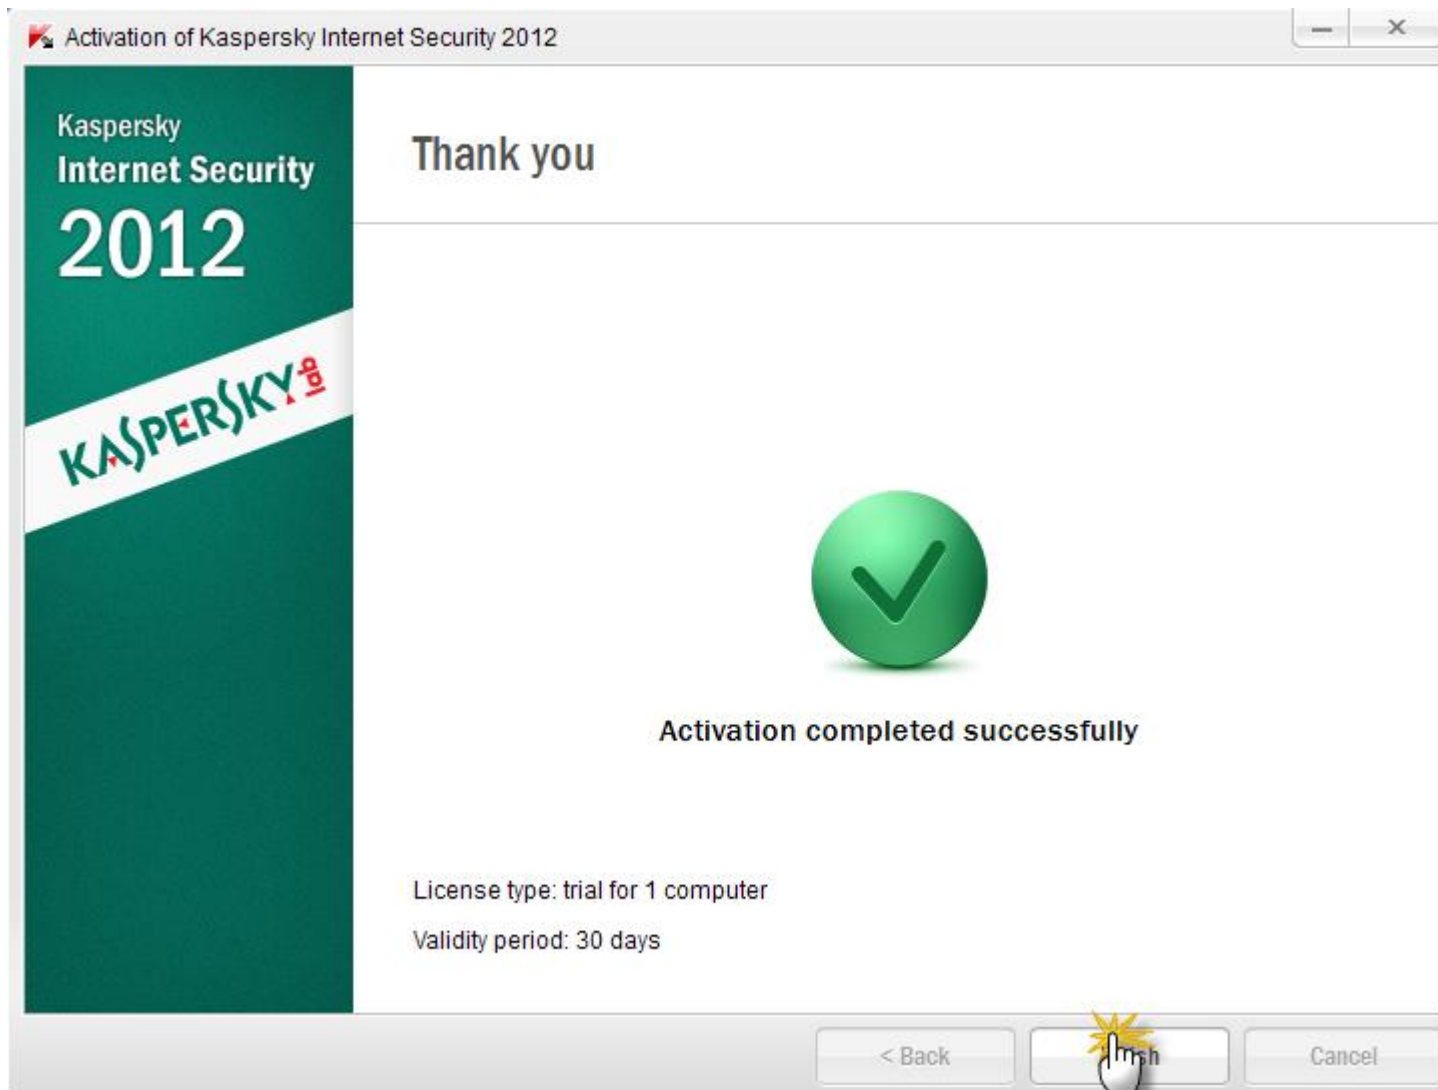 Activation of Kaspersky Internet Security 2012
Kaspersky
Internet Security
2012
KASPERSKY lab
Thank you
Activation completed successfully
License type: trial for 1 computer
Validity period: 30 days
< Back
Cancel